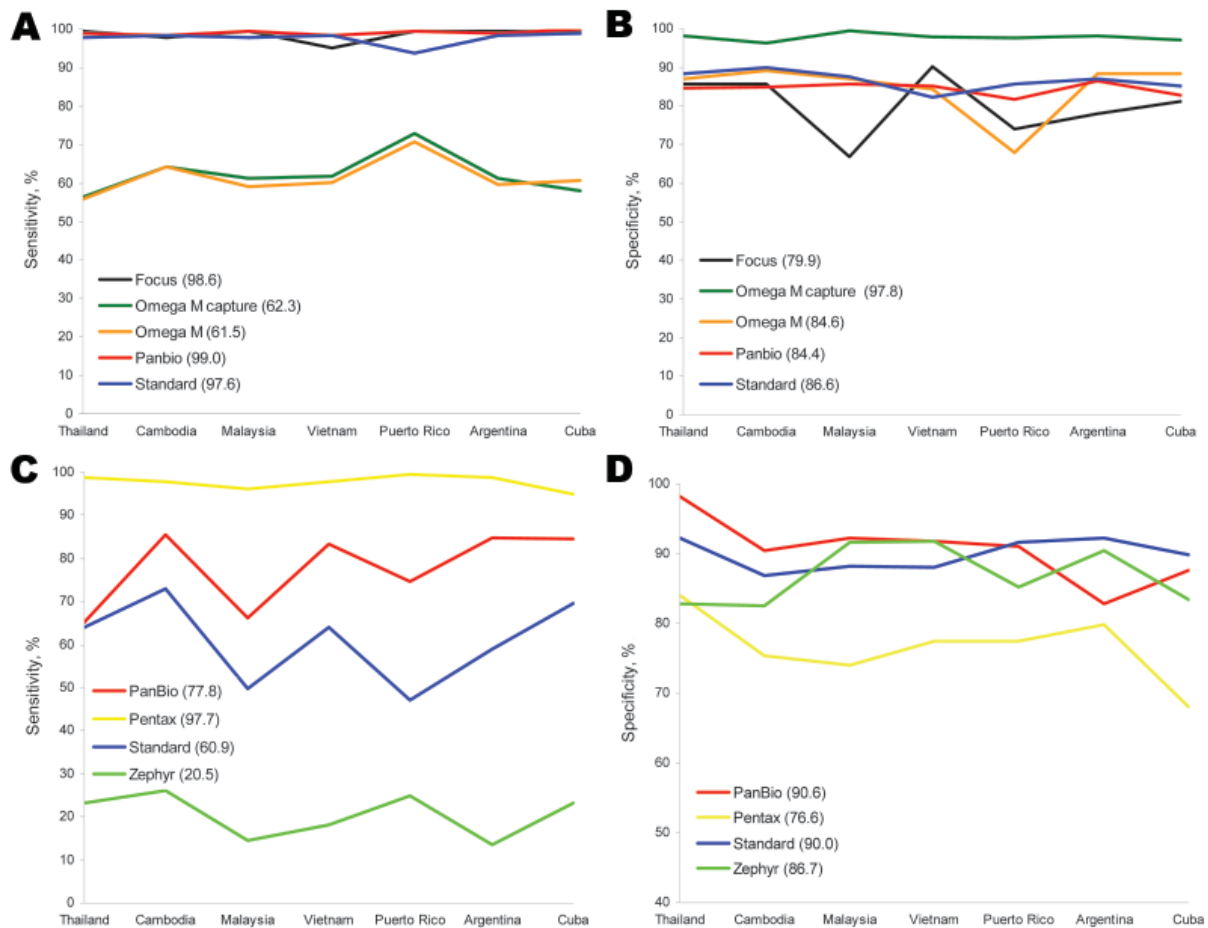 A
Sensitivity, %
100
90
80
70
60
50
40
30
20
10
0
Focus (98.6)
Omega M capture (62.3)
Omega M (61.5)
Panbio (99.0)
Standard (97.6)
Thailand Cambodia Malaysia Vietnam Puerto Rico Argentina Cuba
B
Specificity, %
100
90
80
70
60
50
40
30
20
10
0
Focus (79.9)
Omega M capture (97.8)
Omega M (84.6)
Panbio (84.4)
Standard (86.6)
Thailand Cambodia Malaysia Vietnam Puerto Rico Argentina Cuba
C
Sensitivity, %
100
90
80
70
60
50
40
30
20
10
0
PanBio (77.8)
Pentax (97.7)
Standard (60.9)
Zephyr (20.5)
Thailand Cambodia Malaysia Vietnam Puerto Rico Argentina Cuba
D
Specificity, %
100
90
80
70
60
50
40
PanBio (90.6)
Pentax (76.6)
Standard (90.0)
Zephyr (86.7)
Thailand Cambodia Malaysia Vietnam Puerto Rico Argentina Cuba